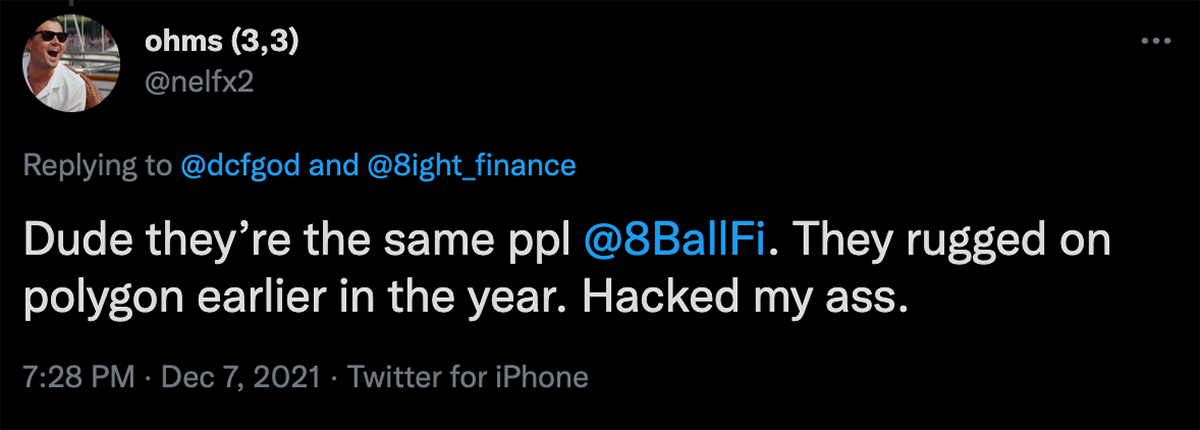 ohms (3,3)
@nelfx2
Replying to @dcfgod and @8ight_finance
Dude they’re the same ppl @8BallFi. They rugged on
polygon earlier in the year. Hacked my ass.
7:28 PM · Dec 7, 2021 · Twitter for iPhone